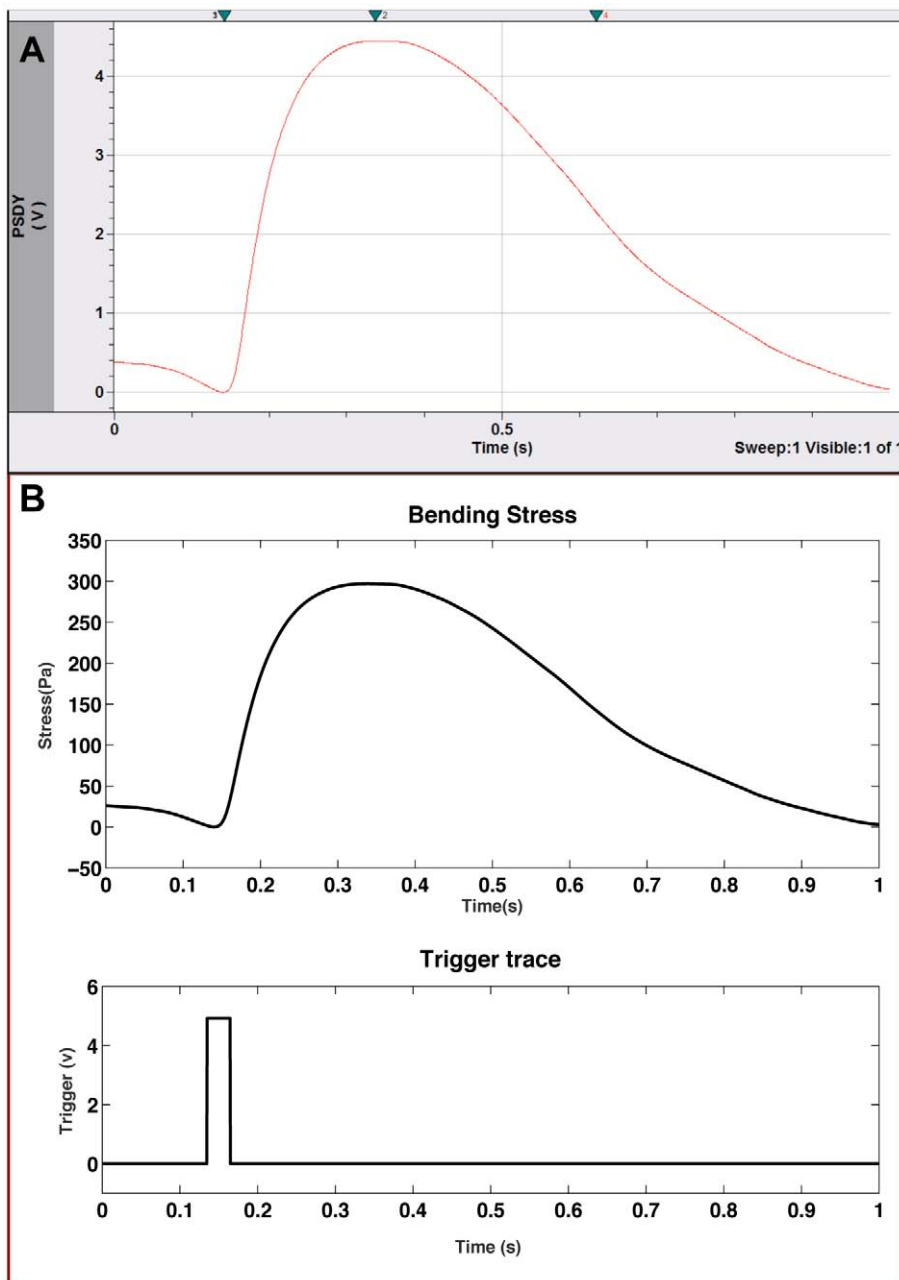 3 2 4
A
4
3
2
1
0
PSDY
( V )
0 0.5
Time (s)
Sweep:1 Visible:1 of 1
B
Bending Stress
350
300
250
200
150
100
50
0
−50
Stress(Pa)
0 0.1 0.2 0.3 0.4 0.5 0.6 0.7 0.8 0.9 1
Time(s)
Trigger trace
6
4
2
0
Trigger (v)
0 0.1 0.2 0.3 0.4 0.5 0.6 0.7 0.8 0.9 1
Time (s)